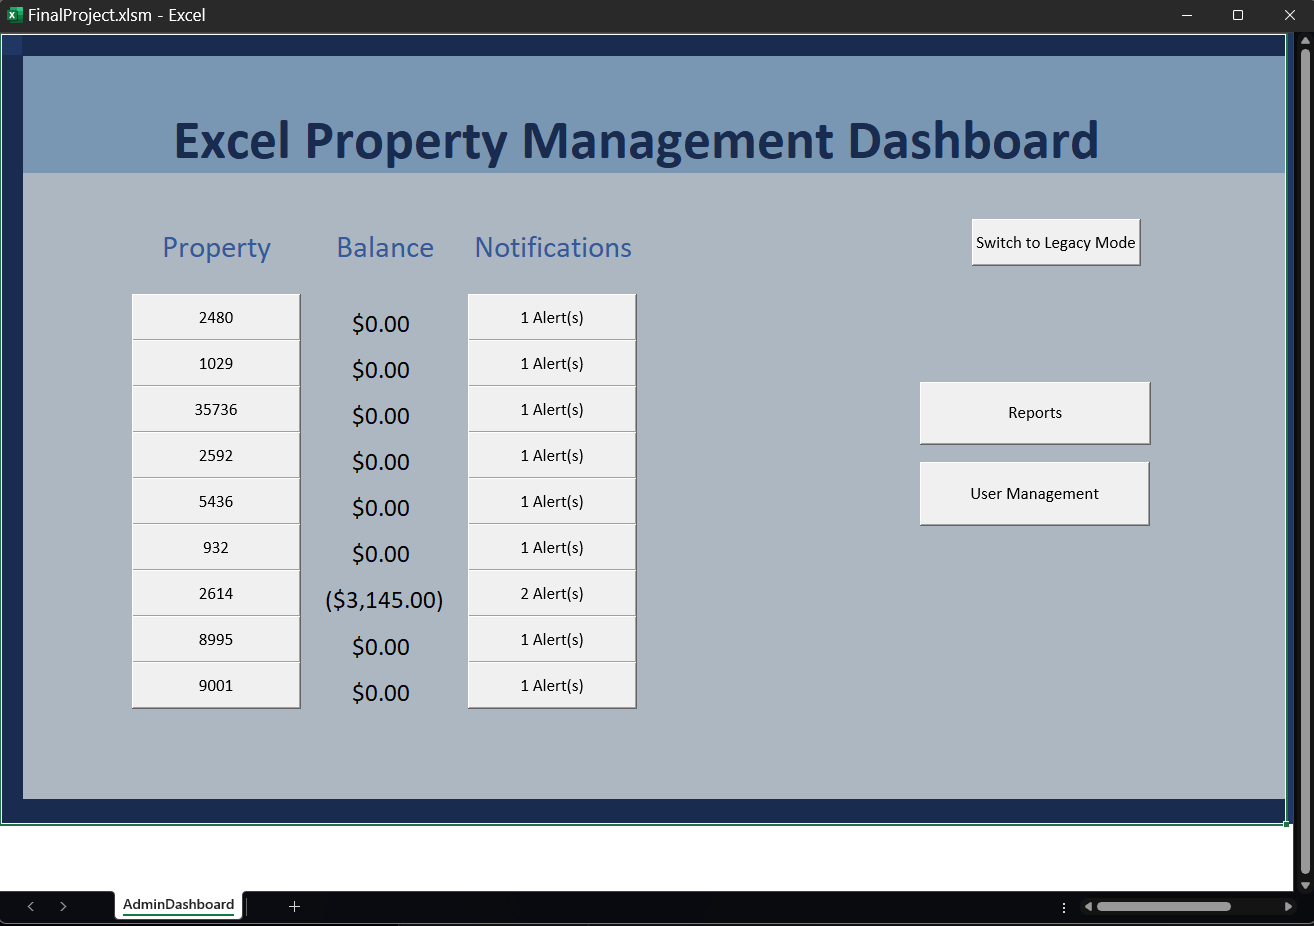 FinalProject.xlsm - Excel
Excel Property Management Dashboard
Property Balance Notifications
Switch to Legacy Mode
2480 $0.00 1 Alert(s)
1029 $0.00 1 Alert(s)
35736 $0.00 1 Alert(s)
Reports
2592 $0.00 1 Alert(s)
5436 $0.00 1 Alert(s)
User Management
932 $0.00 1 Alert(s)
2614 ($3,145.00) 2 Alert(s)
8995 $0.00 1 Alert(s)
9001 $0.00 1 Alert(s)
AdminDashboard